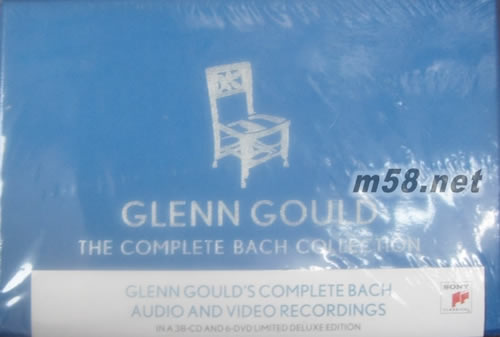 m58.net
GLENN GOULD
THE COMPLETE BACH COLLECTION
GLENN GOULD'S COMPLETE BACH
AUDIO AND VIDEO RECORDINGS
IN A 38-CD AND 6-DVD LIMITED DELUXE EDITION
SONY
CLASSICAL